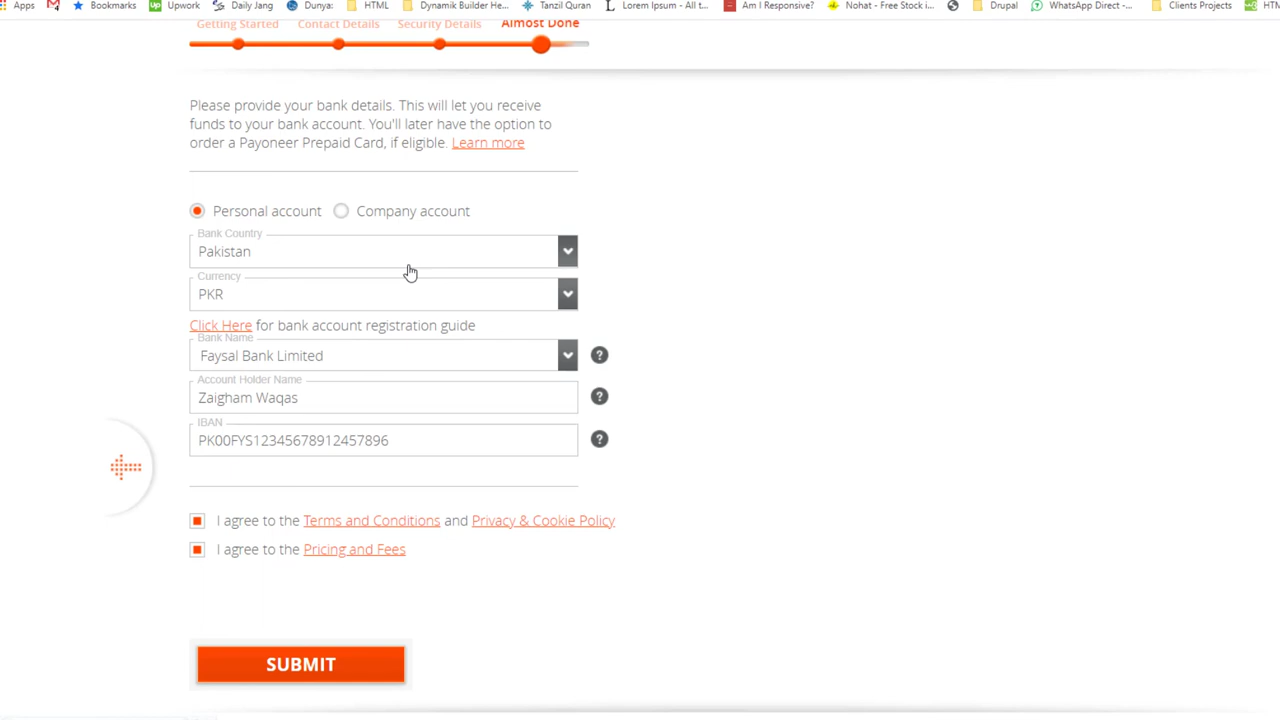 Apps Bookmarks Upwork Daily Jang Dunya: HTML Dynamik Builder He... Tanzil Quran Lorem Ipsum - All t... Am I Responsive? Nohat - Free Stock i... Drupal WhatsApp Direct -... Clients Projects HTM
Getting Started Contact Details Security Details Almost Done
Please provide your bank details. This will let you receive
funds to your bank account. You'll later have the option to
order a Payoneer Prepaid Card, if eligible. Learn more
Personal account Company account
Bank Country
Pakistan
Currency
PKR
Click Here for bank account registration guide
Bank Name
Faysal Bank Limited
Account Holder Name
Zaigham Waqas
IBAN
PK00FYS12345678912457896
I agree to the Terms and Conditions and Privacy & Cookie Policy
I agree to the Pricing and Fees
SUBMIT